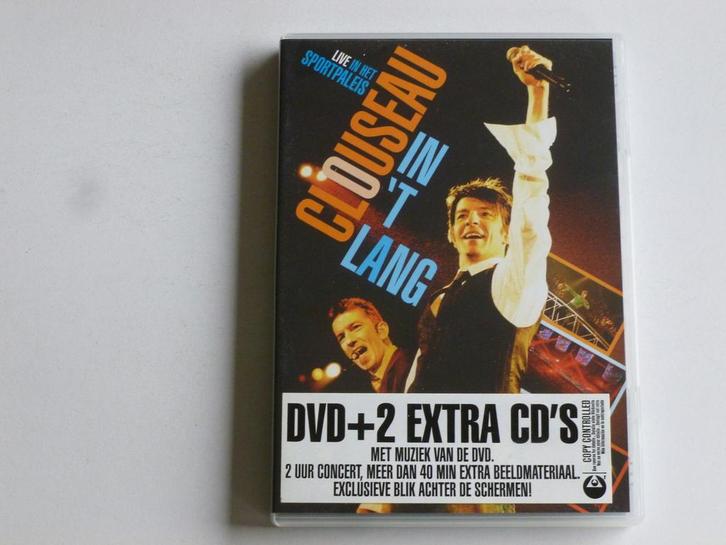 LIVE IN HET
SPORTPALEIS
CLOUSEAU
IN
'T
LANG
DVD+2 EXTRA CD'S
MET MUZIEK VAN DE DVD.
2 UUR CONCERT, MEER DAN 40 MIN EXTRA BEELDMATERIAAL.
EXCLUSIEVE BLIK ACHTER DE SCHERMEN!
COPY CONTROLLED